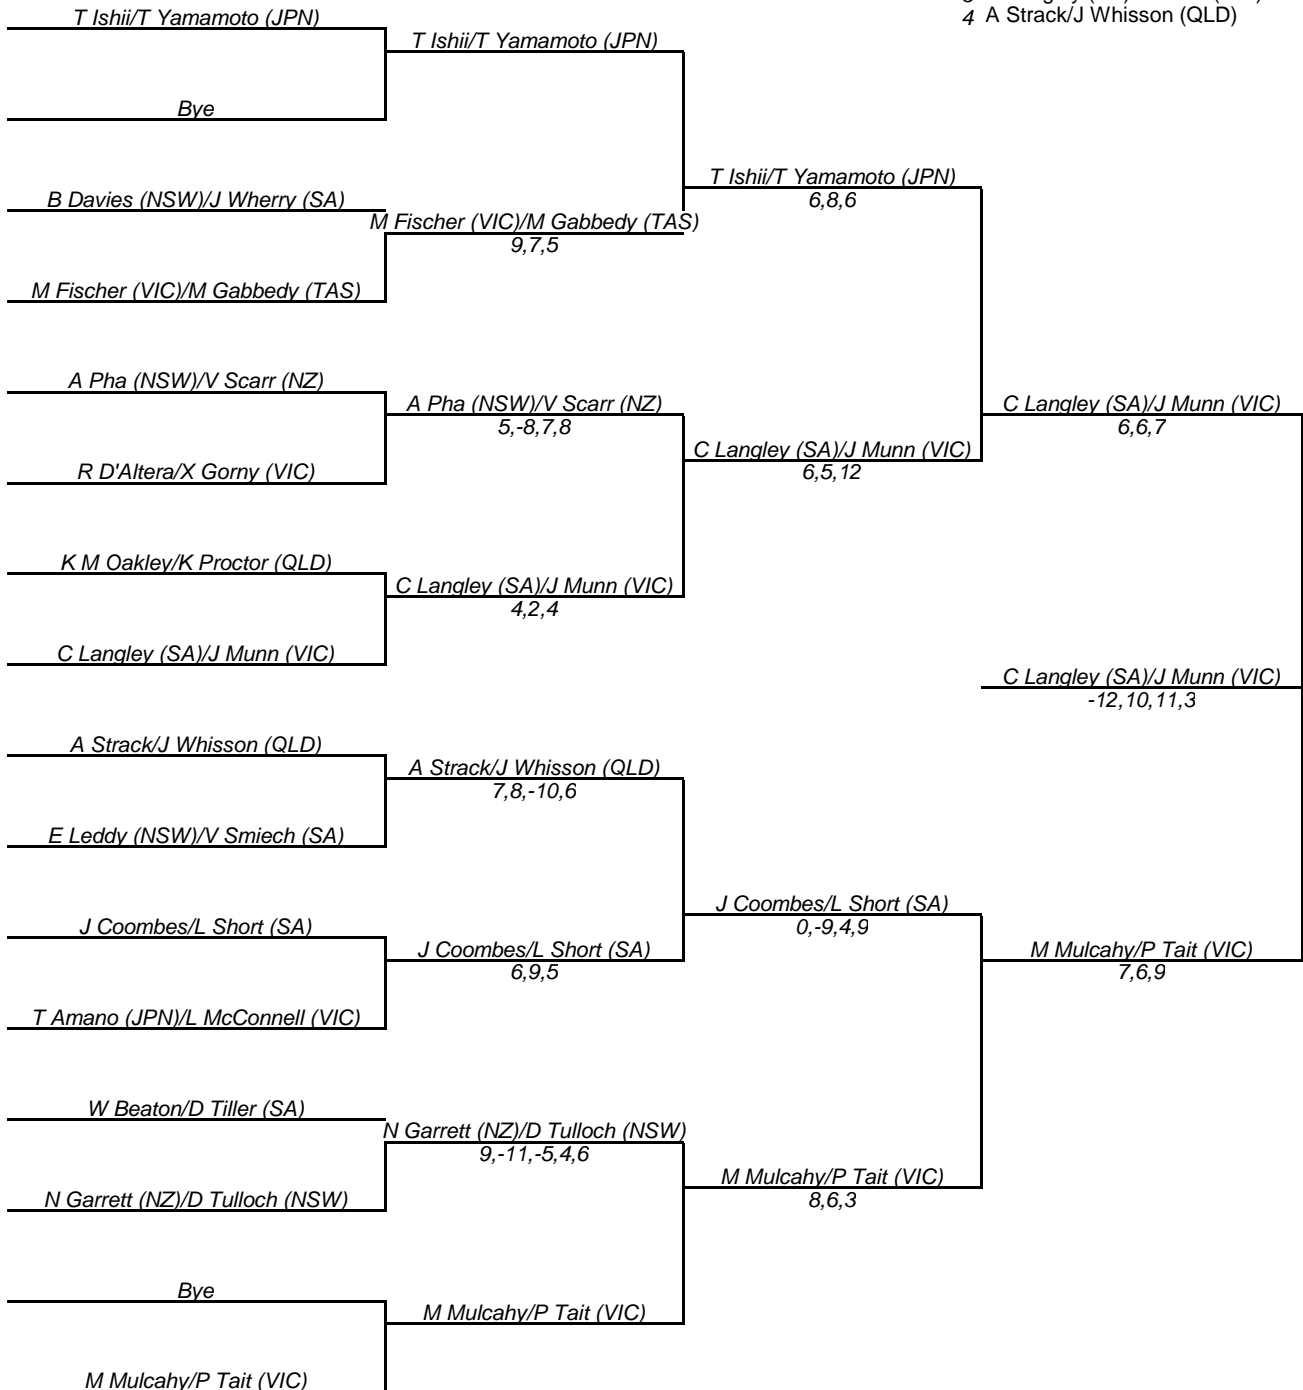 4 A Strack/J Whisson (QLD)
T Ishii/T Yamamoto (JPN)
T Ishii/T Yamamoto (JPN)
Bye
B Davies (NSW)/J Wherry (SA)
T Ishii/T Yamamoto (JPN)
6,8,6
M Fischer (VIC)/M Gabbedy (TAS)
9,7,5
M Fischer (VIC)/M Gabbedy (TAS)
A Pha (NSW)/V Scarr (NZ)
A Pha (NSW)/V Scarr (NZ)
5,-8,7,8
C Langley (SA)/J Munn (VIC)
6,6,7
R D'Altera/X Gorny (VIC)
C Langley (SA)/J Munn (VIC)
6,5,12
K M Oakley/K Proctor (QLD)
C Langley (SA)/J Munn (VIC)
4,2,4
C Langley (SA)/J Munn (VIC)
C Langley (SA)/J Munn (VIC)
-12,10,11,3
A Strack/J Whisson (QLD)
A Strack/J Whisson (QLD)
7,8,-10,6
E Leddy (NSW)/V Smiech (SA)
J Coombes/L Short (SA)
0,-9,4,9
J Coombes/L Short (SA)
J Coombes/L Short (SA)
6,9,5
M Mulcahy/P Tait (VIC)
7,6,9
T Amano (JPN)/L McConnell (VIC)
W Beaton/D Tiller (SA)
N Garrett (NZ)/D Tulloch (NSW)
9,-11,-5,4,6
M Mulcahy/P Tait (VIC)
8,6,3
N Garrett (NZ)/D Tulloch (NSW)
Bye
M Mulcahy/P Tait (VIC)
M Mulcahy/P Tait (VIC)